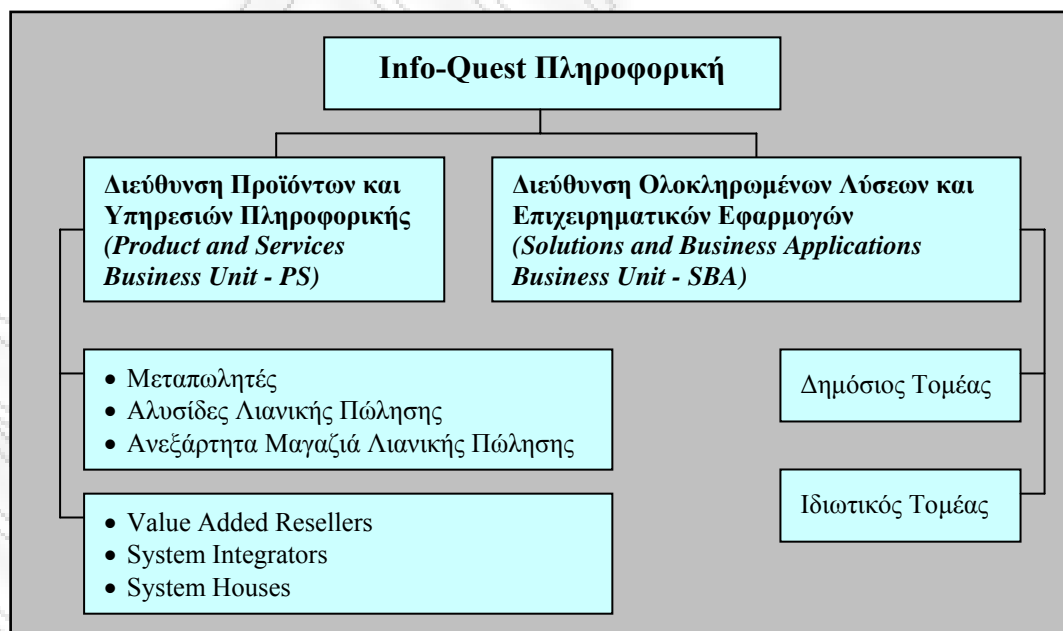 Info-Quest Πληροφορική
Διεύθυνση Προϊόντων και
Υπηρεσιών Πληροφορικής
(Product and Services
Business Unit - PS)
Διεύθυνση Ολοκληρωμένων Λύσεων και
Επιχειρηματικών Εφαρμογών
(Solutions and Business Applications
Business Unit - SBA)
• Μεταπωλητές
• Αλυσίδες Λιανικής Πώλησης
• Ανεξάρτητα Μαγαζιά Λιανικής Πώλησης
• Value Added Resellers
• System Integrators
• System Houses
Δημόσιος Τομέας
Ιδιωτικός Τομέας